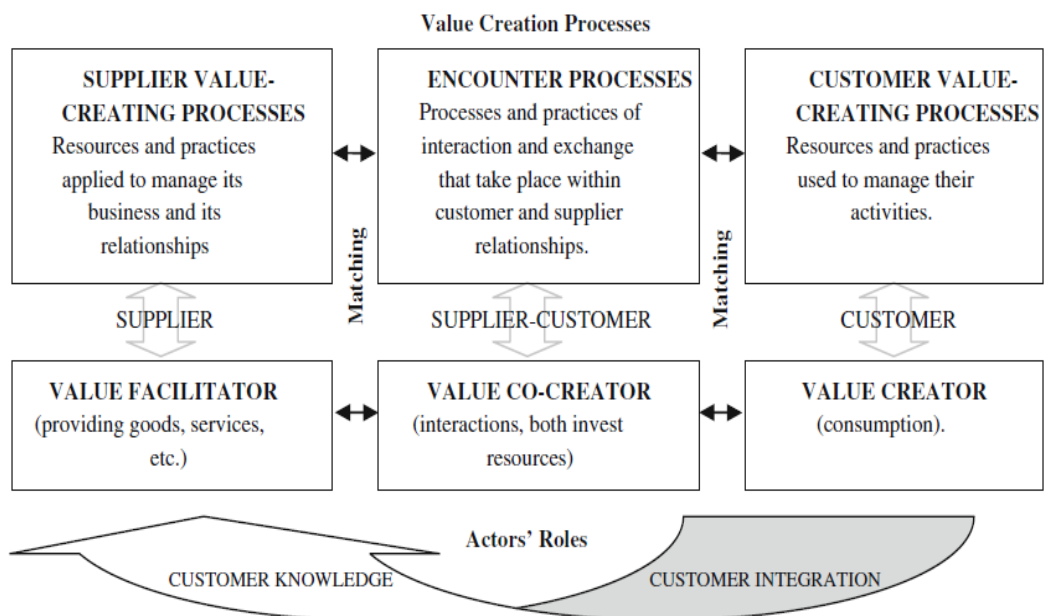 Value Creation Processes
SUPPLIER VALUE-
CREATING PROCESSES
Resources and practices
applied to manage its
business and its
relationships
Matching
ENCOUNTER PROCESSES
Processes and practices of
interaction and exchange
that take place within
customer and supplier
relationships.
Matching
CUSTOMER VALUE-
CREATING PROCESSES
Resources and practices
used to manage their
activities.
SUPPLIER
SUPPLIER-CUSTOMER
CUSTOMER
VALUE FACILITATOR
(providing goods, services,
etc.)
VALUE CO-CREATOR
(interactions, both invest
resources)
VALUE CREATOR
(consumption).
Actors’ Roles
CUSTOMER KNOWLEDGE
CUSTOMER INTEGRATION